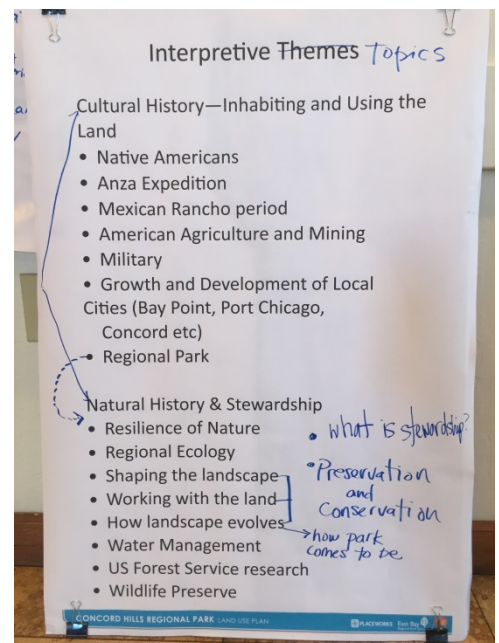 Interpretive Themes Topics
Cultural History—Inhabiting and Using the
Land
• Native Americans
• Anza Expedition
• Mexican Rancho period
• American Agriculture and Mining
• Military
• Growth and Development of Local
Cities (Bay Point, Port Chicago,
Concord etc)
• Regional Park
Natural History & Stewardship
• Resilience of Nature
• Regional Ecology
• Shaping the landscape
• Working with the land
• How landscape evolves
• Water Management
• US Forest Service research
• Wildlife Preserve
• what is stewardship?
• Preservation
and
Conservation
how park
comes to be
CONCORD HILLS REGIONAL PARK LAND USE PLAN
PLACEWORKS East Bay